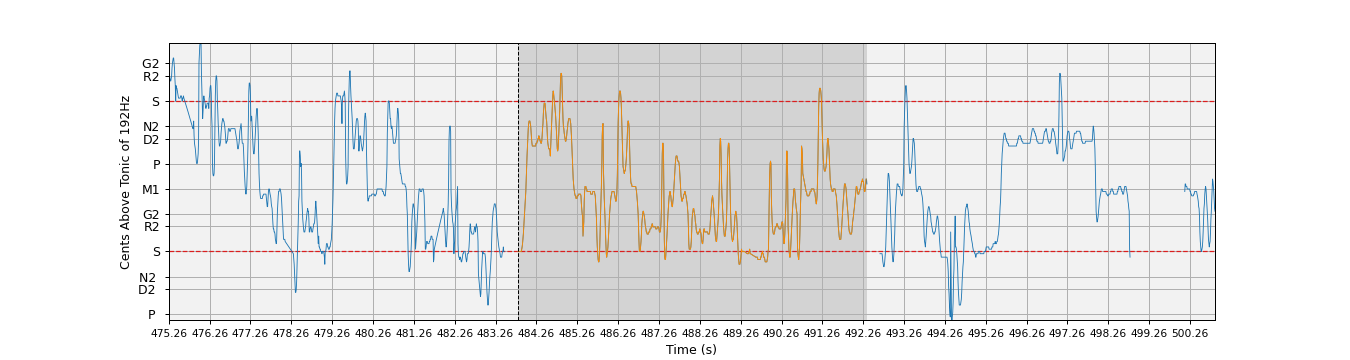 G2
R2
S
N2
D2
P
M1
G2
R2
S
N2
D2
P
Cents Above Tonic of 192Hz
475.26 476.26 477.26 478.26 479.26 480.26 481.26 482.26 483.26 484.26 485.26 486.26 487.26 488.26 489.26 490.26 491.26 492.26 493.26 494.26 495.26 496.26 497.26 498.26 499.26 500.26
Time (s)